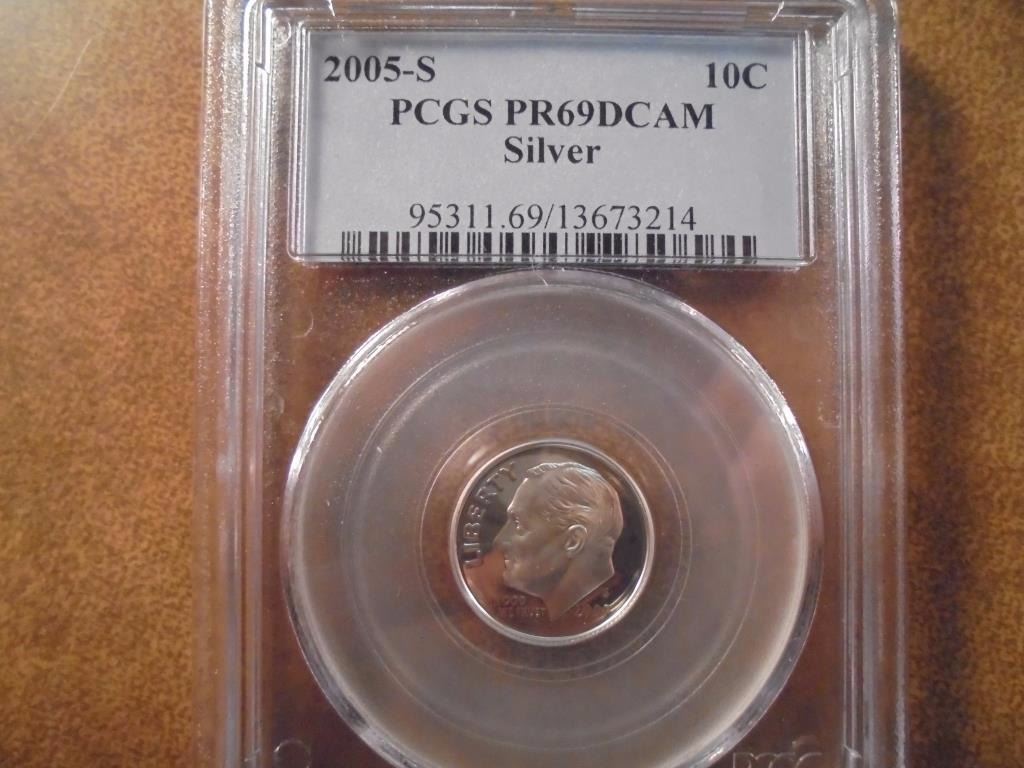 2005-S 10C
PCGS PR69DCAM
Silver
95311.69/13673214
LIBERTY